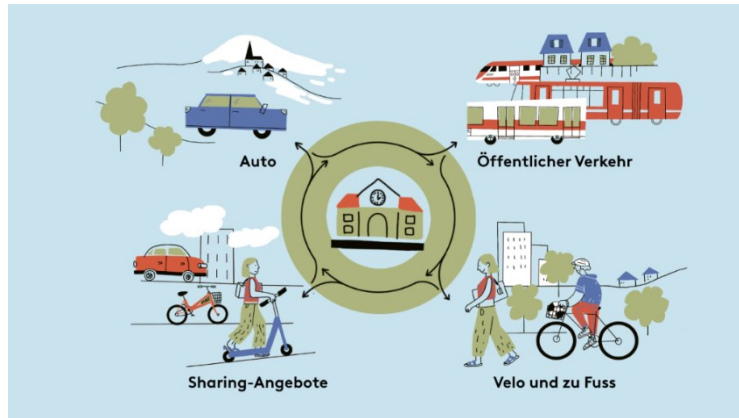 Auto
Öffentlicher Verkehr
Sharing-Angebote
Velo und zu Fuss